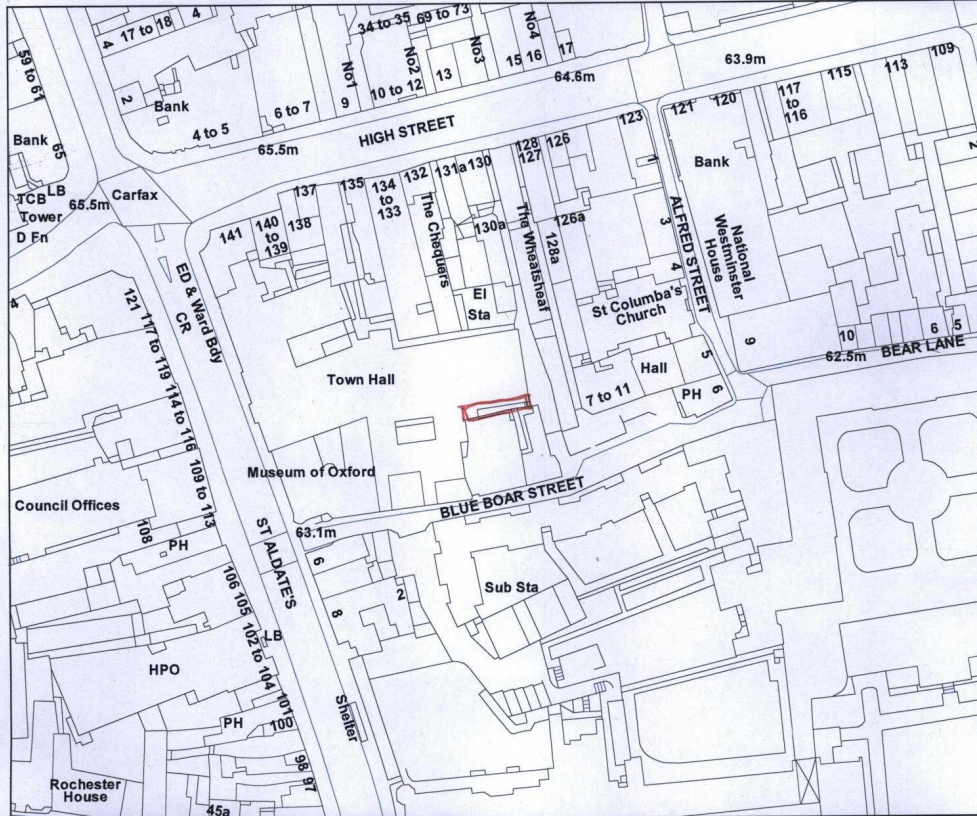 59 to 61
4
17 to 18
4
2
Bank
34 to 35
69 to 73
No1
No2
No3
No4
9
10 to 12
13
15
16
17
6 to 7
4 to 5
64.6m
63.9m
109
113
115
117
to
116
120
121
123
Bank
65
65.5m
HIGH STREET
TCB
LB
Tower
D Fn
65.5m
Carfax
141
140
to
139
138
137
135
134
to
133
132
131a
130
The Chequers
130a
128
127
126
The Wheatsheaf
126a
128a
1
3
4
ALFRED STREET
Bank
National
Westminster
House
2
4
ED & Ward Bdy
CR
El
Sta
St Columba's
Church
Hall
7 to 11
5
6
PH
9
10
62.5m
6
5
BEAR LANE
121
117 to 119
114 to 116
109 to 113
Town Hall
Museum of Oxford
BLUE BOAR STREET
Council Offices
108
PH
63.1m
ST ALDATE'S
6
8
2
Sub Sta
106
105
102 to 104
LB
HPO
101
100
PH
Shelter
98
97
Rochester
House
45a